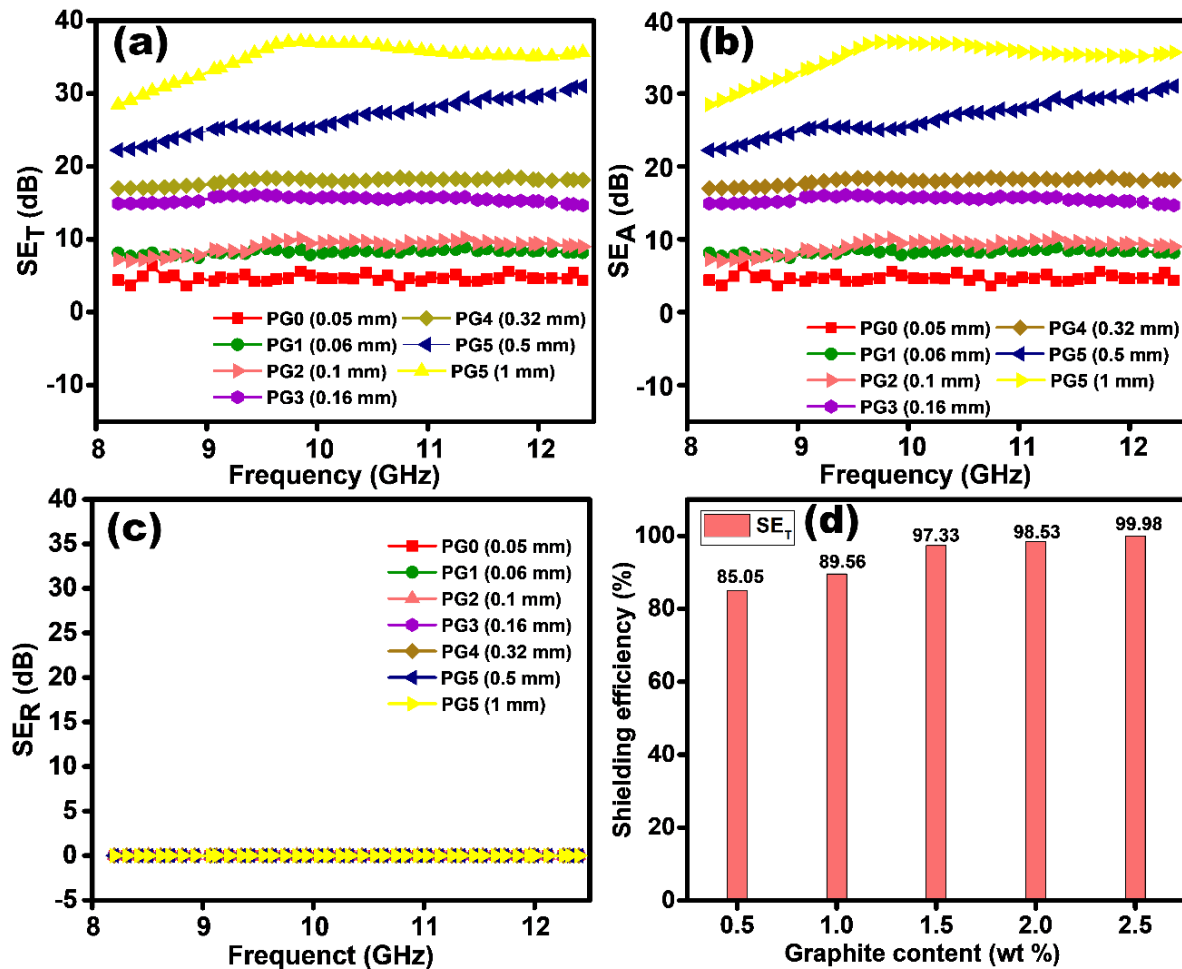 (a)
SET (dB)
40
30
20
10
0
-10
PG0 (0.05 mm)
PG1 (0.06 mm)
PG2 (0.1 mm)
PG3 (0.16 mm)
PG4 (0.32 mm)
PG5 (0.5 mm)
PG5 (1 mm)
8 9 10 11 12
Frequency (GHz)
(b)
SEA (dB)
40
30
20
10
0
-10
PG0 (0.05 mm)
PG1 (0.06 mm)
PG2 (0.1 mm)
PG3 (0.16 mm)
PG4 (0.32 mm)
PG5 (0.5 mm)
PG5 (1 mm)
8 9 10 11 12
Frequency (GHz)
(c)
SER (dB)
40
35
30
25
20
15
10
5
0
-5
PG0 (0.05 mm)
PG1 (0.06 mm)
PG2 (0.1 mm)
PG3 (0.16 mm)
PG4 (0.32 mm)
PG5 (0.5 mm)
PG5 (1 mm)
8 9 10 11 12
Frequenct (GHz)
(d)
SET
Shielding efficiency (%)
100
80
60
40
20
0
85.05
89.56
97.33
98.53
99.98
0.5 1.0 1.5 2.0 2.5
Graphite content (wt %)